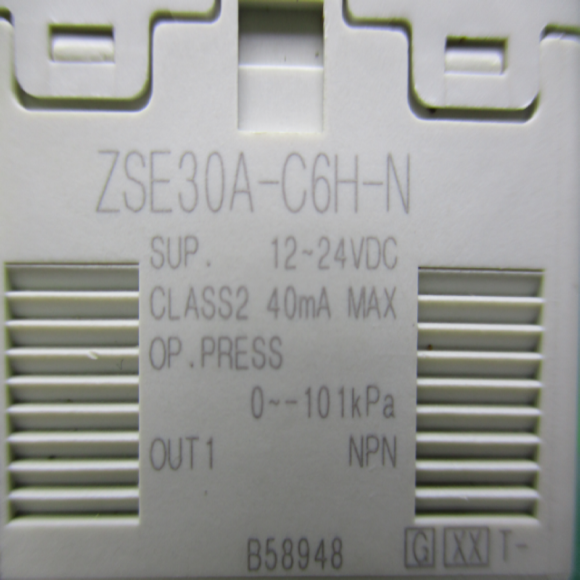 ZSE30A-C6H-N
SUP. 12~24VDC
CLASS2 40mA MAX
OP.PRESS
0~-101kPa
OUT1 NPN
B58948 G XX T-